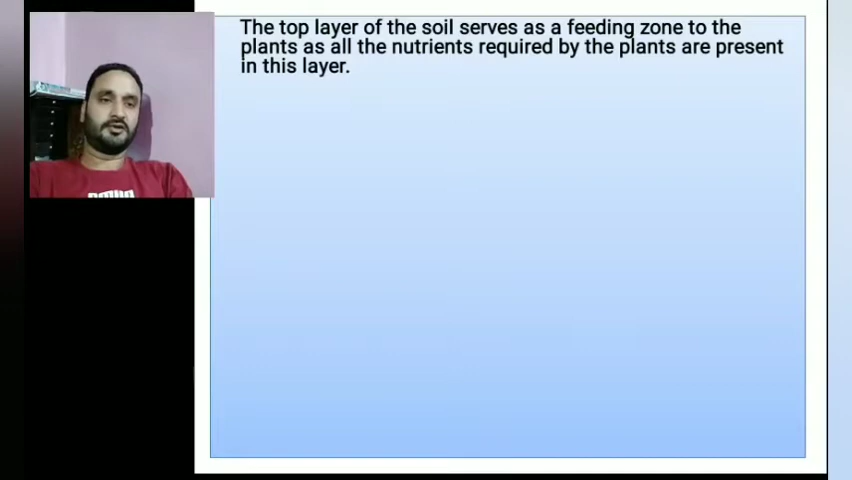 The top layer of the soil serves as a feeding zone to the
plants as all the nutrients required by the plants are present
in this layer.